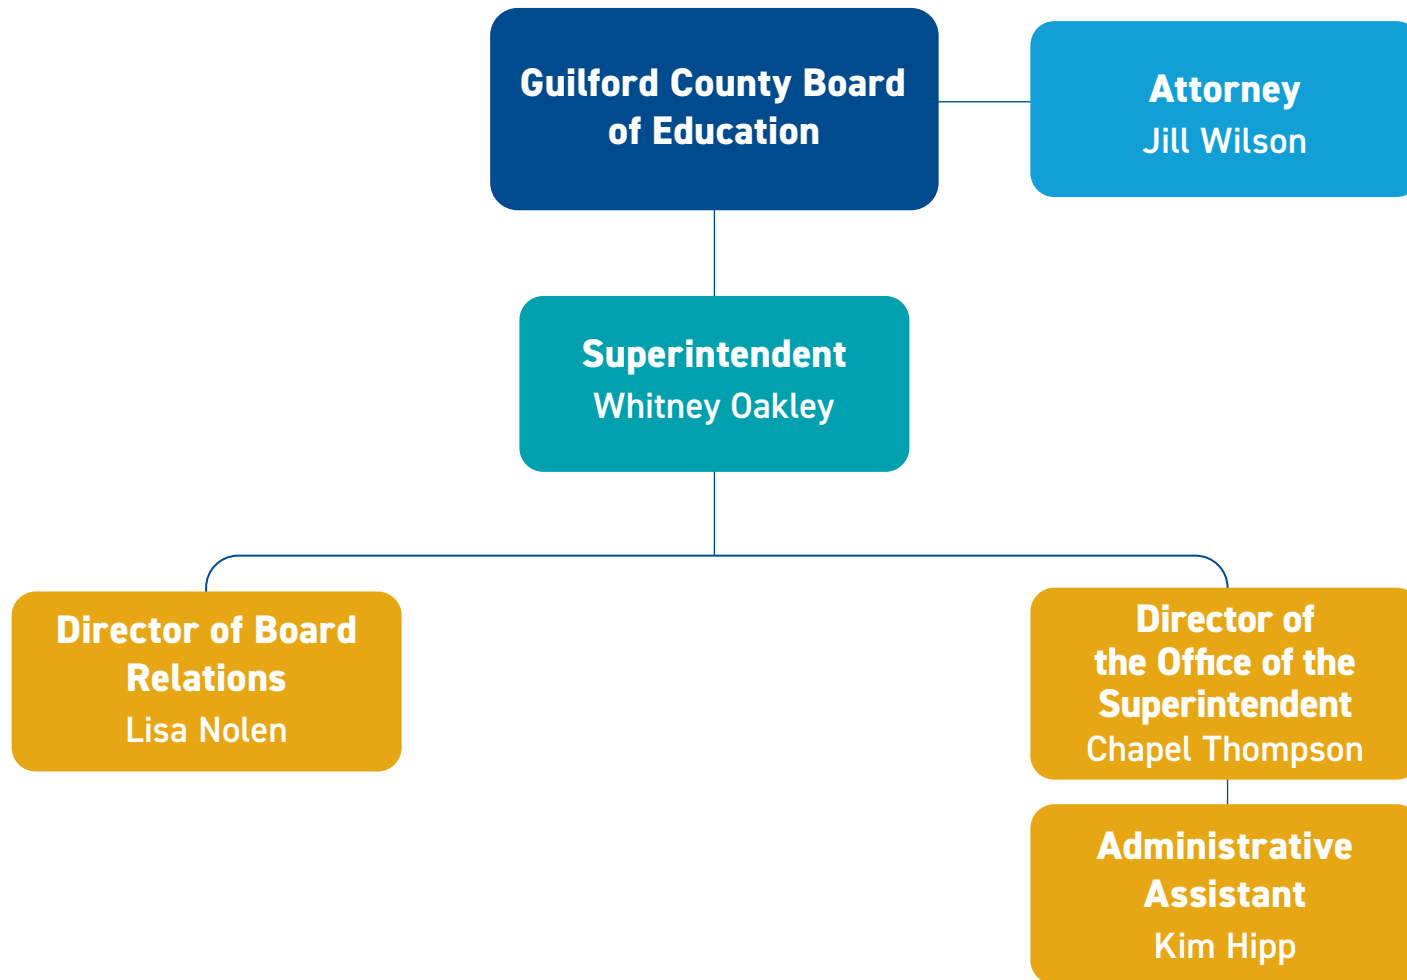 Guilford County Board
of Education
Attorney
Jill Wilson
Superintendent
Whitney Oakley
Director of Board
Relations
Lisa Nolen
Director of
the Office of the
Superintendent
Chapel Thompson
Administrative
Assistant
Kim Hipp